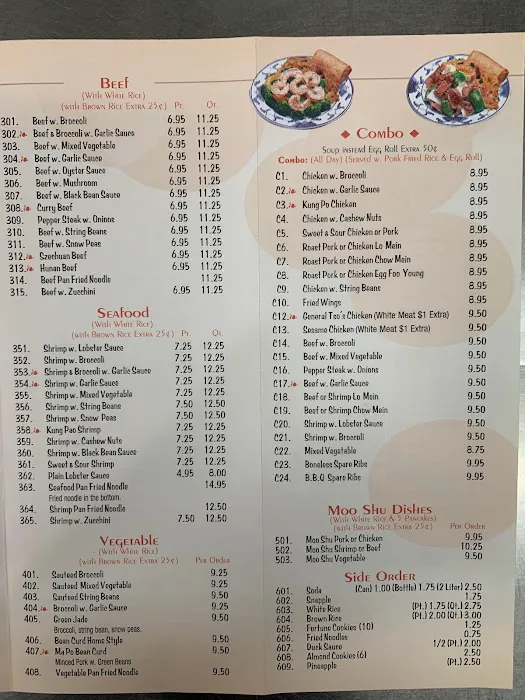 Beef
(With White Rice)
(with Brown Rice Extra 25¢) Pt. Qt.
301. Beef w. Broccoli 6.95 11.25
302. Beef & Broccoli w. Garlic Sauce 6.95 11.25
303. Beef w. Mixed Vegetable 6.95 11.25
304. Beef w. Garlic Sauce 6.95 11.25
305. Beef w. Oyster Sauce 6.95 11.25
306. Beef w. Mushroom 6.95 11.25
307. Beef w. Black Bean Sauce 6.95 11.25
308. Curry Beef 6.95 11.25
309. Pepper Steak w. Onions 6.95 11.25
310. Beef w. String Beans 6.95 11.25
311. Beef w. Snow Peas 6.95 11.25
312. Szechuan Beef 6.95 11.25
313. Hunan Beef 6.95 11.25
314. Beef Pan Fried Noodle 11.25
315. Beef w. Zucchini 6.95 11.25
Seafood
(With White Rice)
(with Brown Rice Extra 25¢) Pt. Qt.
351. Shrimp w. Lobster Sauce 7.25 12.25
352. Shrimp w. Broccoli 7.25 12.25
353. Shrimp & Broccoli w. Garlic Sauce 7.25 12.25
354. Shrimp w. Garlic Sauce 7.25 12.25
355. Shrimp w. Mixed Vegetable 7.25 12.25
356. Shrimp w. String Beans 7.50 12.50
357. Shrimp w. Snow Peas 7.50 12.50
358. Kung Pao Shrimp 7.25 12.25
359. Shrimp w. Cashew Nuts 7.25 12.25
360. Shrimp w. Black Bean Sauce 7.25 12.25
361. Sweet & Sour Shrimp 7.25 12.25
362. Plain Lobster Sauce 4.95 8.00
363. Seafood Pan Fried Noodle 14.95
Fried noodle in the bottom.
364. Shrimp Pan Fried Noodle 12.50
365. Shrimp w. Zucchini 7.50 12.50
Vegetable
(With White Rice)
(with Brown Rice Extra 25¢) Per Order
401. Sauteed Broccoli 9.25
402. Sauteed Mixed Vegetable 9.25
403. Sauteed String Beans 9.50
404. Broccoli w. Garlic Sauce 9.25
405. Green Jade 9.50
Broccoli, string bean, snow peas.
406. Bean Curd Home Style 9.50
407. Ma Po Bean Curd 9.50
Minced Pork w. Green Beans
408. Vegetable Pan Fried Noodle 9.50
Combo
Soup instead Egg Roll Extra 50¢
Combo: (All Day) (Served w. Pork Fried Rice & Egg Roll)
C1. Chicken w. Broccoli 8.95
C2. Chicken w. Garlic Sauce 8.95
C3. Kung Po Chicken 8.95
C4. Chicken w. Cashew Nuts 8.95
C5. Sweet & Sour Chicken or Pork 8.95
C6. Roast Pork or Chicken Lo Mein 8.95
C7. Roast Pork or Chicken Chow Mein 8.95
C8. Roast Pork or Chicken Egg Foo Young 8.95
C9. Chicken w. String Beans 8.95
C10. Fried Wings 8.95
C12. General Tso's Chicken (White Meat $1 Extra) 9.50
C13. Sesame Chicken (White Meat $1 Extra) 9.50
C14. Beef w. Broccoli 9.50
C15. Beef w. Mixed Vegetable 9.50
C16. Pepper Steak w. Onions 9.50
C17. Beef w. Garlic Sauce 9.50
C18. Beef or Shrimp Lo Mein 9.50
C19. Beef or Shrimp Chow Mein 9.50
C20. Shrimp w. Lobster Sauce 9.50
C21. Shrimp w. Broccoli 9.50
C22. Mixed Vegetable 8.75
C23. Boneless Spare Ribs 9.95
C24. B.B.Q Spare Ribs 9.95
Moo Shu Dishes
(With White Rice & 5 Pancakes)
(with Brown Rice Extra 25¢) Per Order
501. Moo Shu Pork or Chicken 9.95
502. Moo Shu Shrimp or Beef 10.25
503. Moo Shu Vegetable 9.50
Side Order
601. Soda (Can) 1.00 (Bottle) 1.75 (2 Liter) 2.50
602. Snapple 1.75
603. White Rice (Pt.) 1.75 (Qt.) 2.75
604. Brown Rice (Pt.) 2.00 (Qt.) 3.00
605. Fortune Cookies (10) 1.25
606. Fried Noodles 0.75
607. Duck Sauce 1/2 (Pt.) 2.00
608. Almond Cookies (6) 2.50
609. Pineapple (Pt.) 2.50